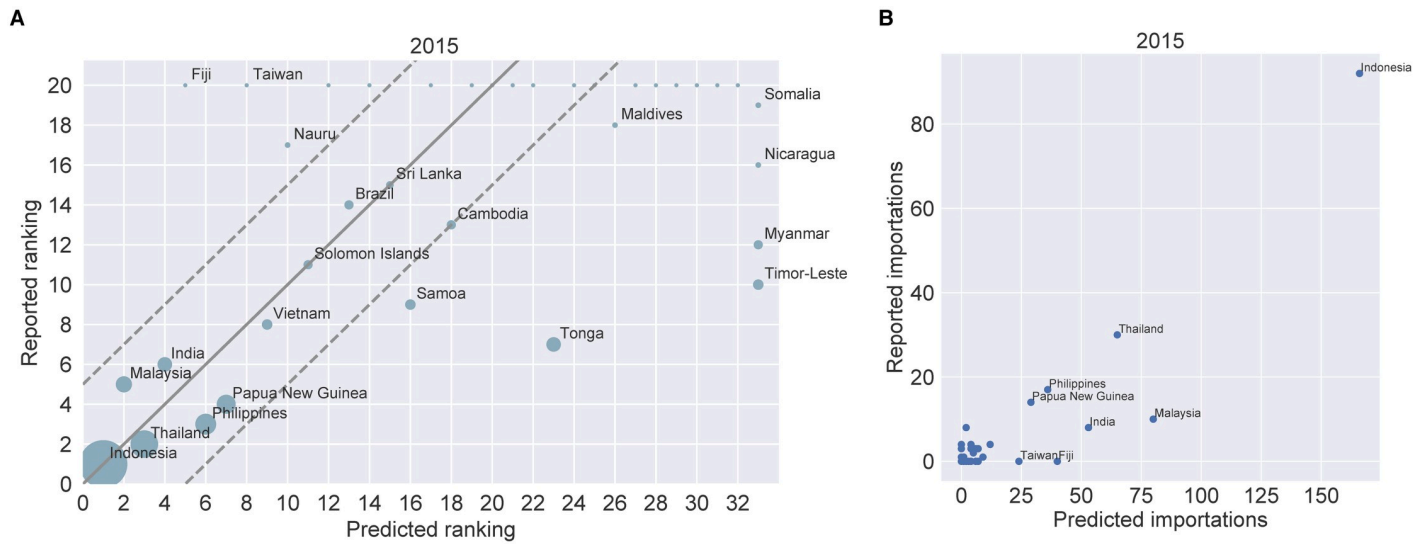 A
2015
Reported ranking
20
18
16
14
12
10
8
6
4
2
0
Fiji
Taiwan
Somalia
Maldives
Nauru
Nicaragua
Sri Lanka
Brazil
Cambodia
Myanmar
Solomon Islands
Timor-Leste
Samoa
Vietnam
Tonga
India
Malaysia
Papua New Guinea
Philippines
Thailand
Indonesia
0 2 4 6 8 10 12 14 16 18 20 22 24 26 28 30 32
Predicted ranking
B
2015
Reported importations
80
60
40
20
0
Indonesia
Thailand
Philippines
Papua New Guinea
Malaysia
India
Taiwan
Fiji
0 25 50 75 100 125 150
Predicted importations